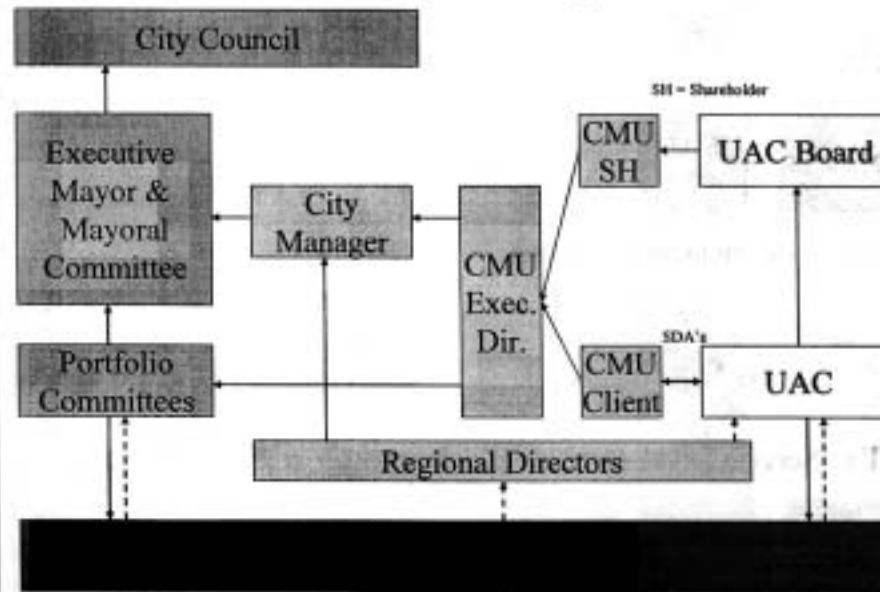 City Council
SH = Shareholder
Executive
Mayor &
Mayoral
Committee
City
Manager
CMU
Exec.
Dir.
CMU
SH
UAC Board
Portfolio
Committees
CMU
Client
SDA's
UAC
Regional Directors